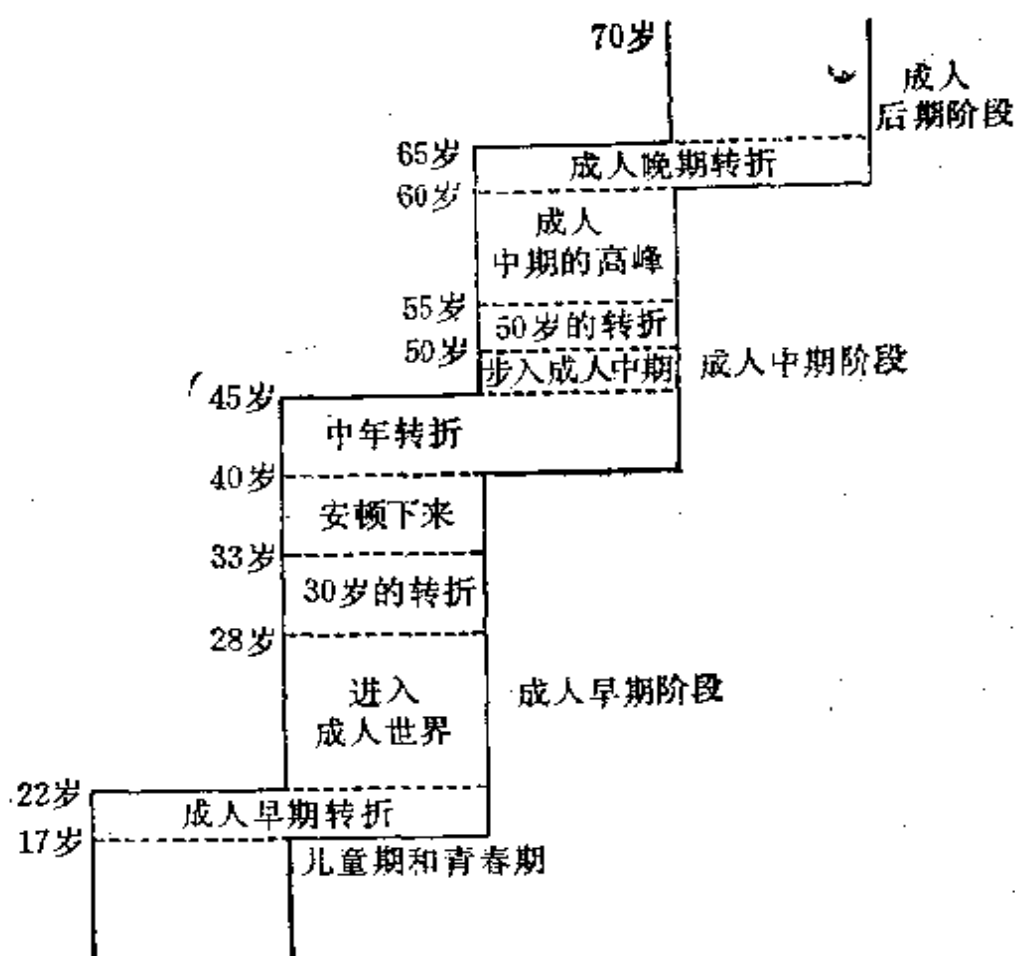 70岁
成人
后期阶段
65岁
成人晚期转折
60岁
成人
中期的高峰
55岁
50岁的转折
50岁
步入成人中期
成人中期阶段
45岁
中年转折
40岁
安顿下来
33岁
30岁的转折
28岁
进入
成人世界
成人早期阶段
22岁
成人早期转折
17岁
儿童期和青春期